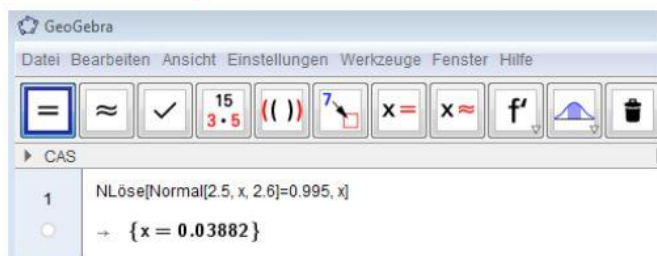 GeoGebra
Datei Bearbeiten Ansicht Einstellungen Werkzeuge Fenster Hilfe
= ≈ ✓ 15 3•5 (( )) 7 x= x≈ f'
CAS
1 NLöse[Normal[2.5, x, 2.6]=0.995, x]
→ {x = 0.03882}